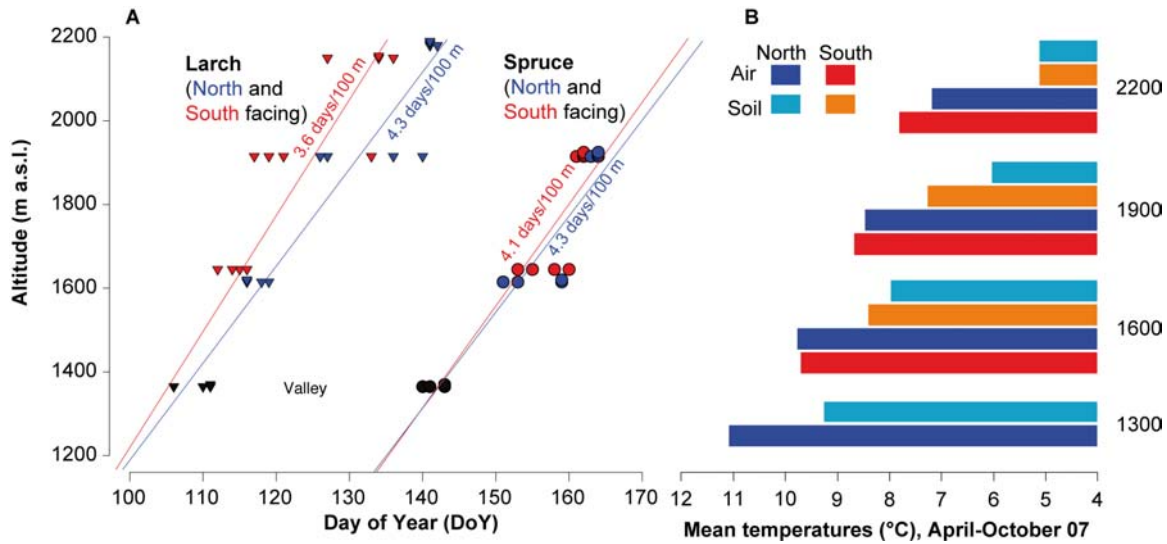 A
2200
2000
1800
1600
1400
1200
Altitude (m a.s.l.)
Larch
(North and
South facing)
3.6 days/100 m
4.3 days/100 m
Spruce
(North and
South facing)
4.1 days/100 m
4.3 days/100 m
Valley
100 110 120 130 140 150 160 170
Day of Year (DoY)
B
North South
Air
Soil
2200
1900
1600
1300
12 11 10 9 8 7 6 5 4
Mean temperatures (°C), April-October 07